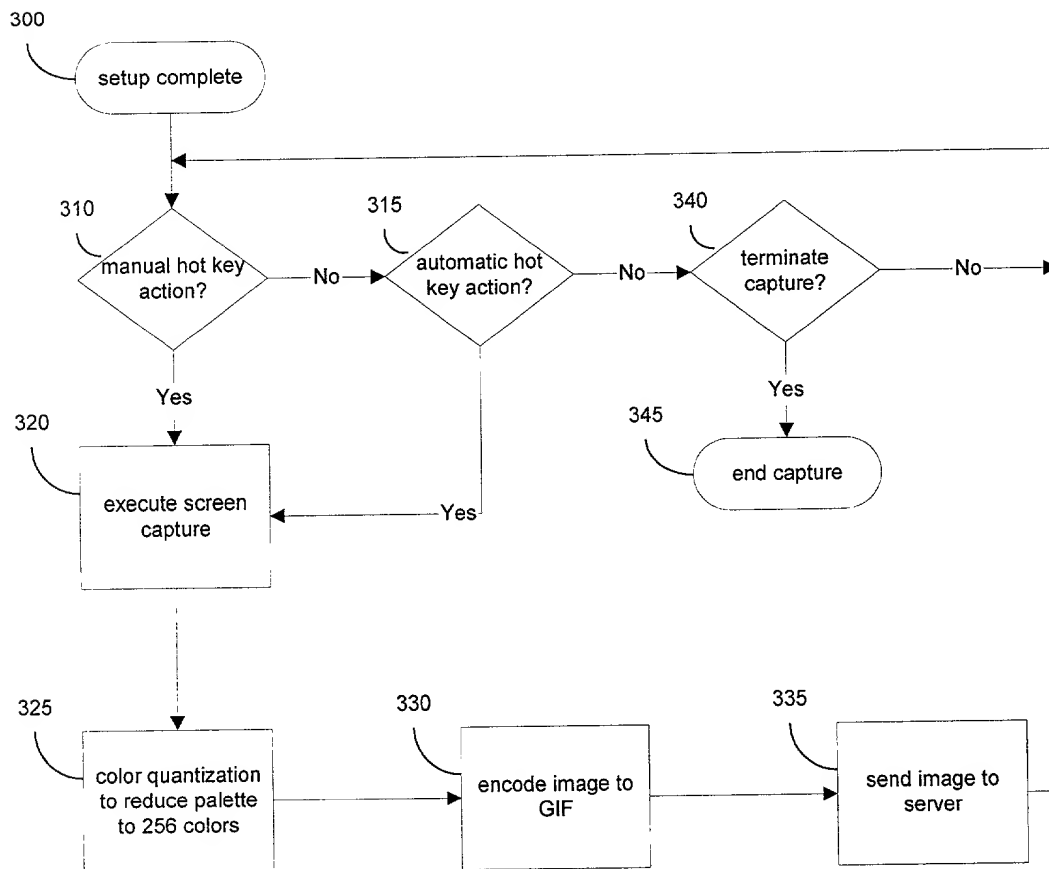 300
setup complete
310
manual hot key
action?
No
315
automatic hot
key action?
No
340
terminate
capture?
No
Yes
Yes
Yes
320
execute screen
capture
345
end capture
325
color quantization
to reduce palette
to 256 colors
330
encode image to
GIF
335
send image to
server